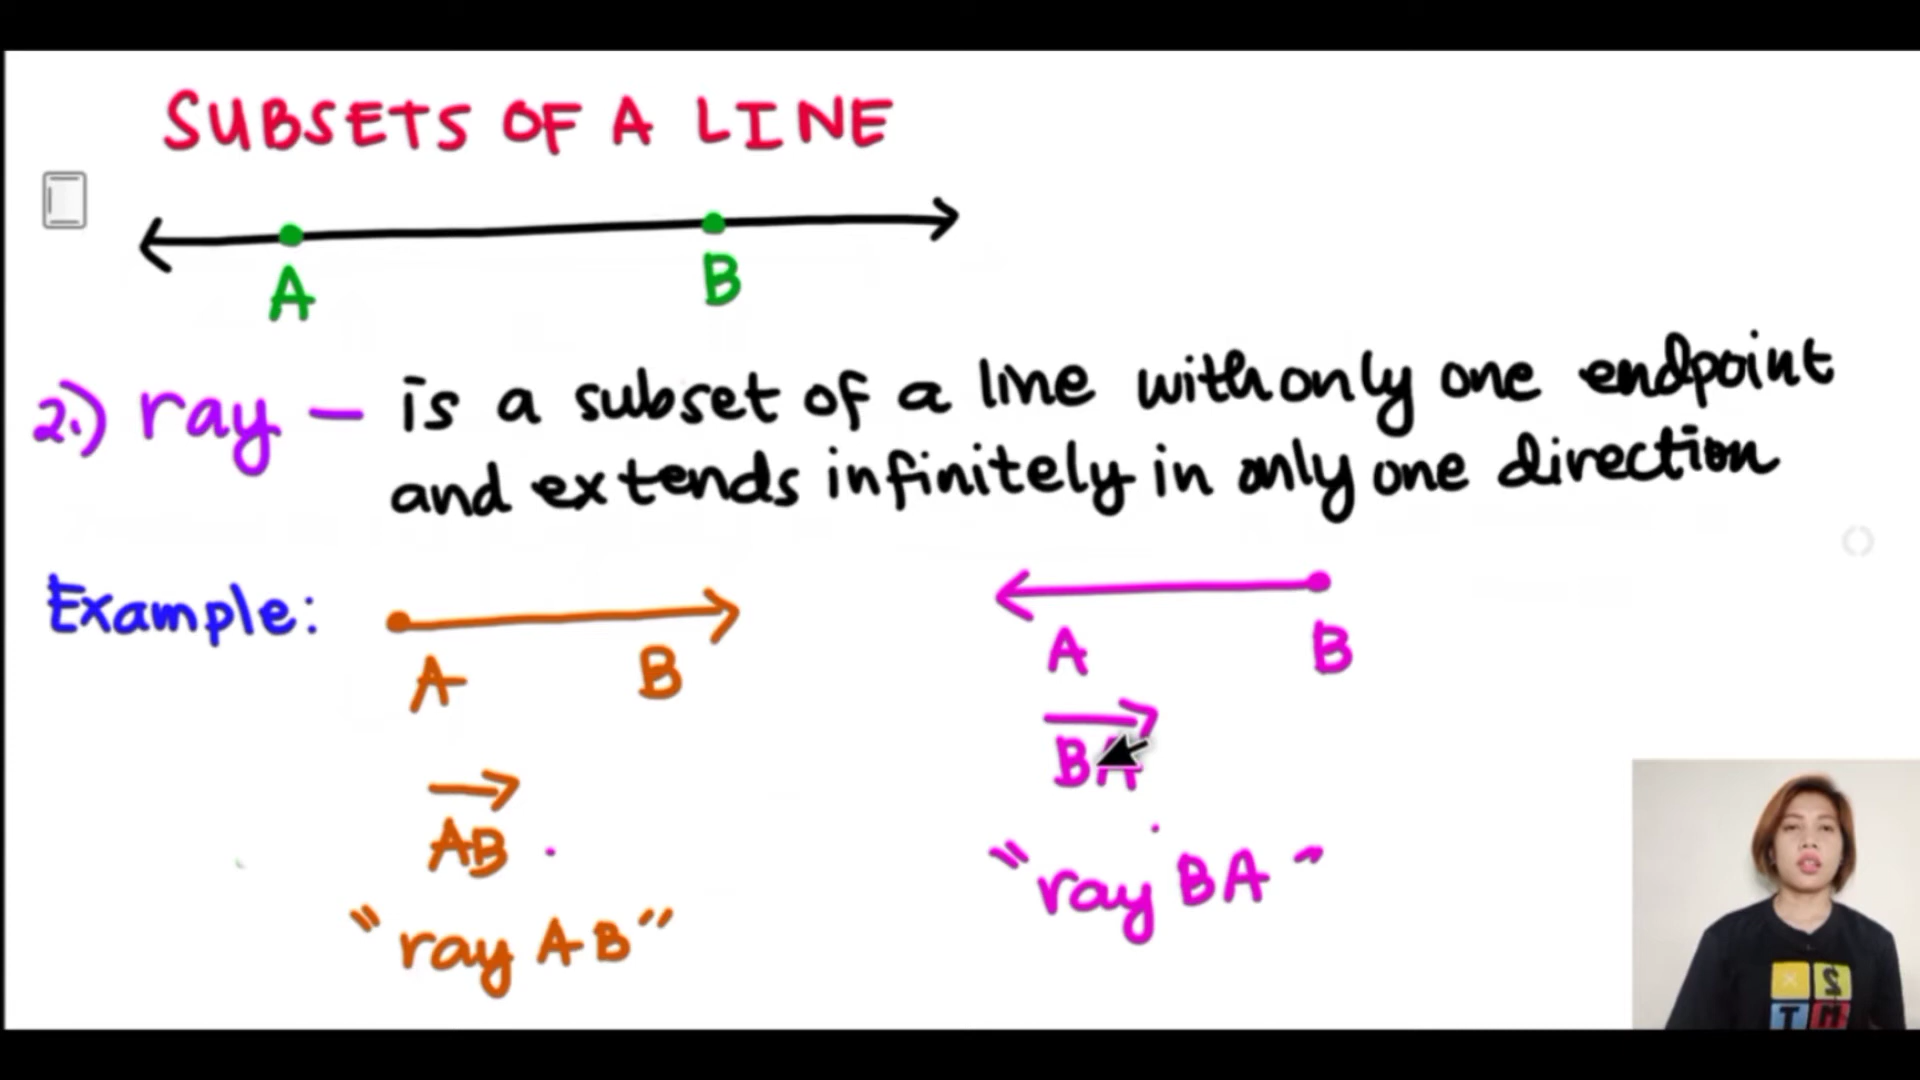 SUBSETS OF A LINE
A B
2.) ray – is a subset of a line with only one endpoint
and extends infinitely in only one direction
Example:
A B
A B
BA
AB
"ray BA"
"ray AB"